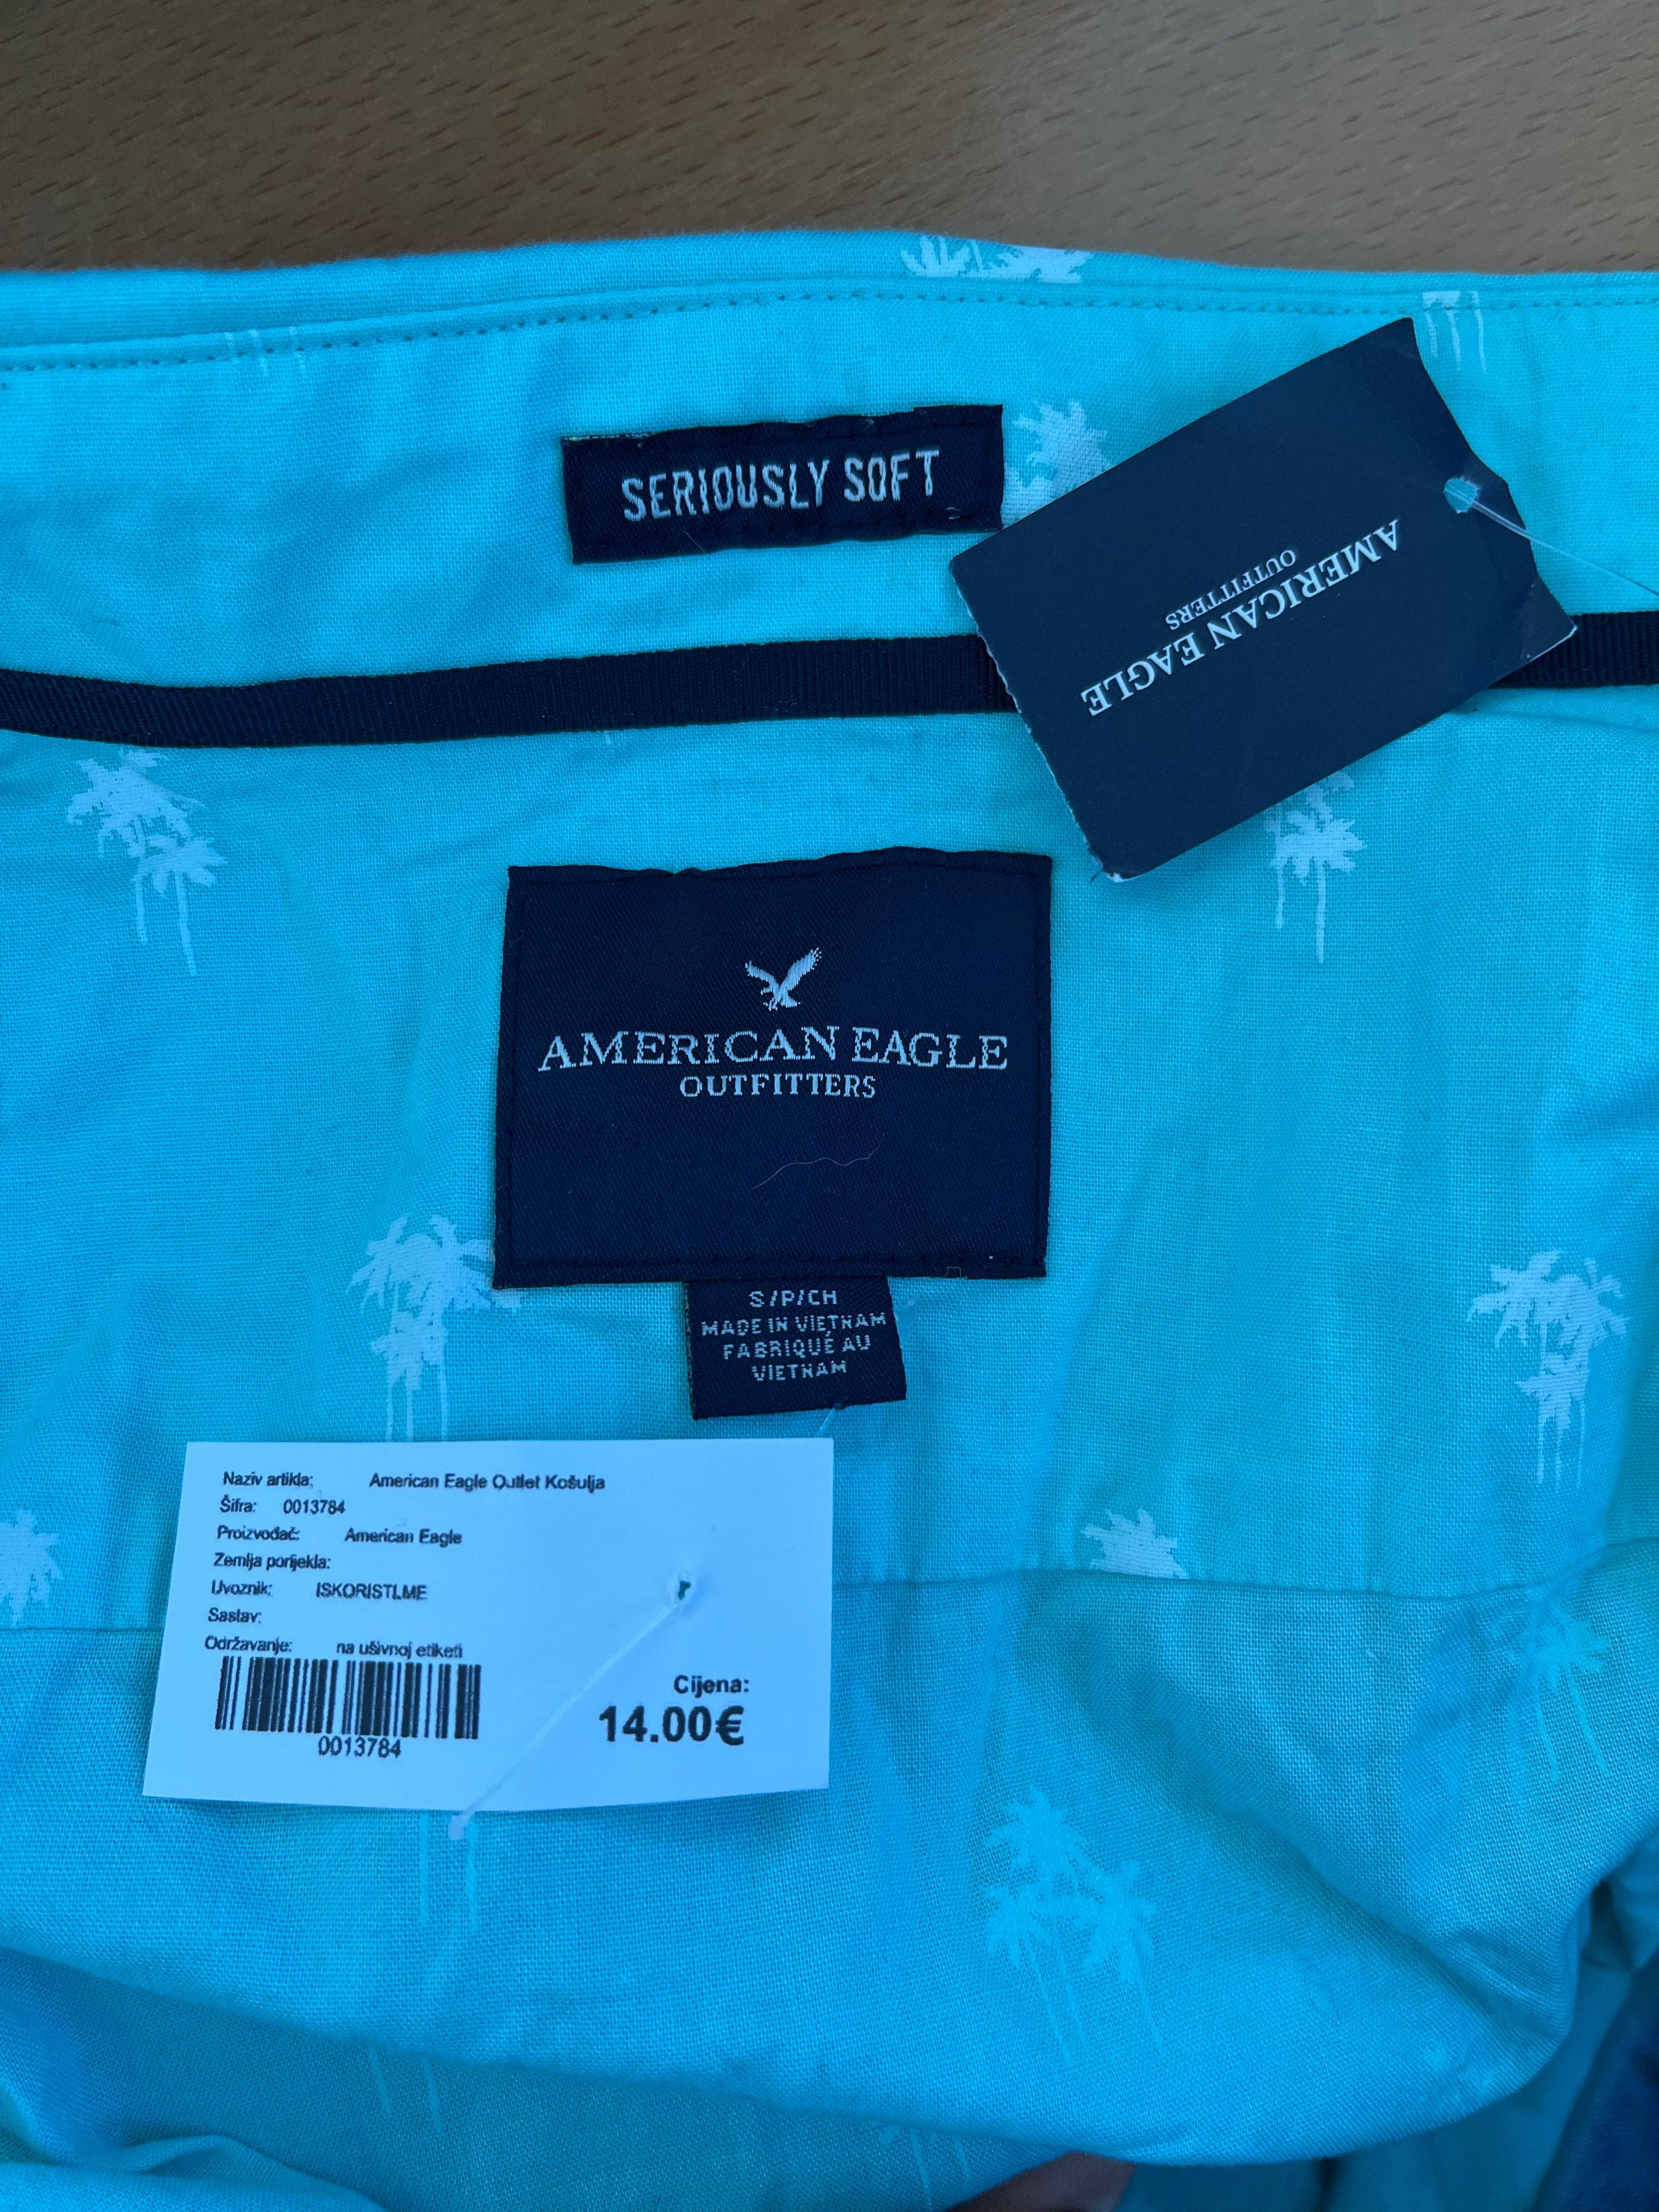 SERIOUSLY SOFT
AMERICAN EAGLE
OUTFITTERS
AMERICAN EAGLE
OUTFITTERS
S/P/CH
MADE IN VIETNAM
FABRIQUÉ AU
VIETNAM
Naziv artikla: American Eagle Outlet Košulja
Šifra: 0013784
Proizvođač: American Eagle
Zemlja porijekla:
Uvoznik: ISKORISTI.ME
Sastav:
Održavanje: na ušivnoj etiketi
0013784
Cijena:
14.00€